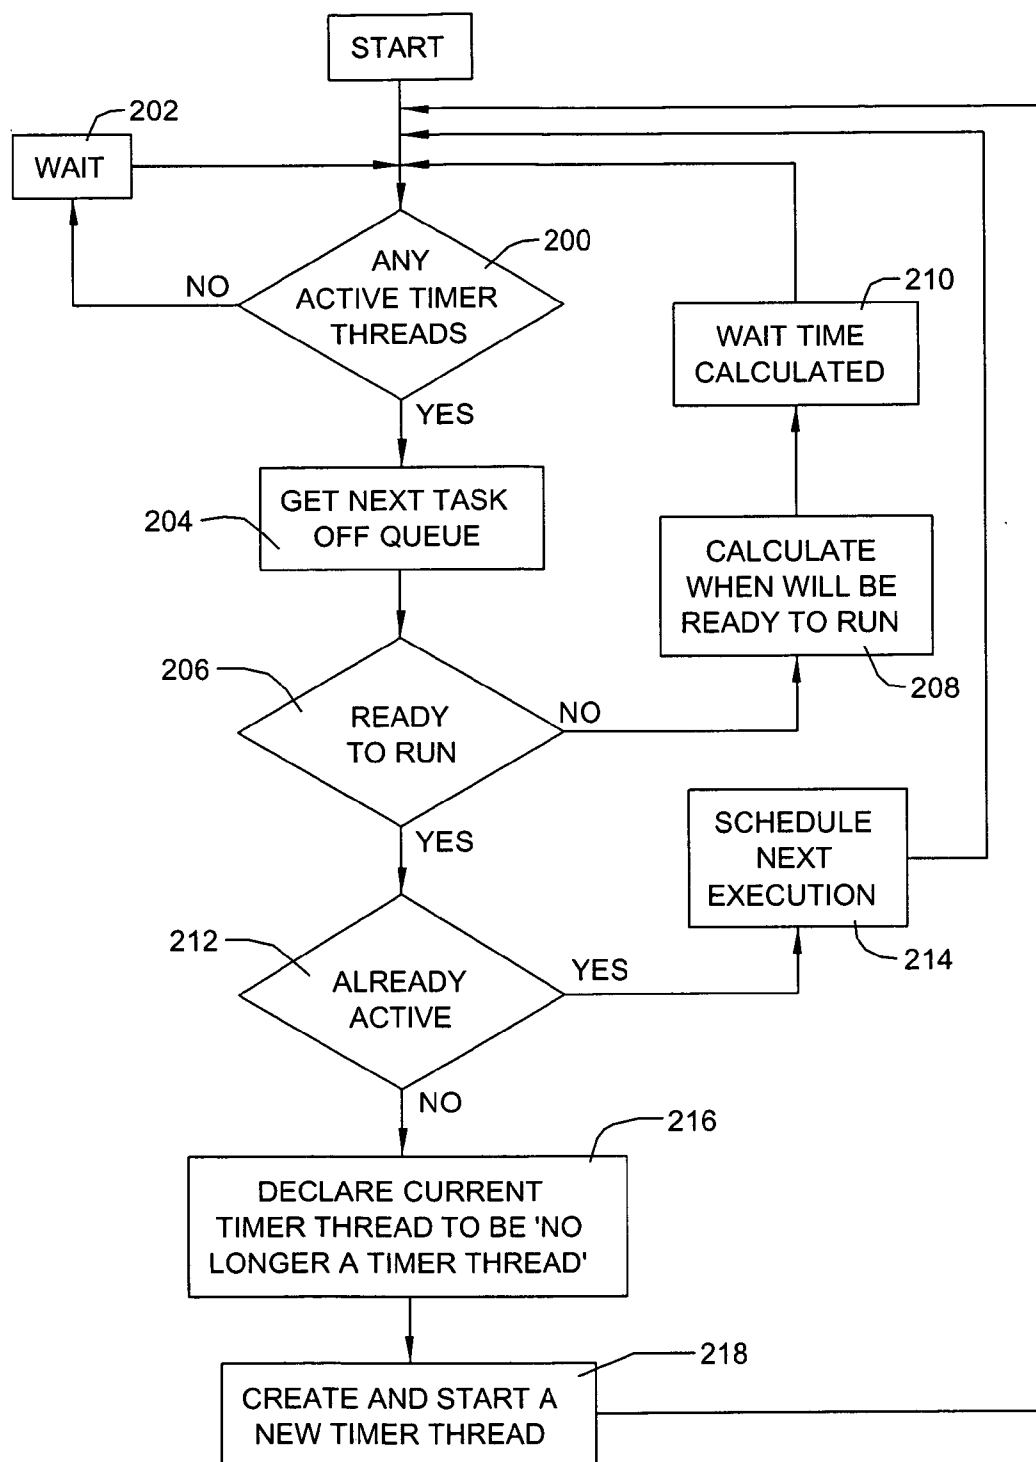 START
202
WAIT
200
ANY
ACTIVE TIMER
THREADS
NO
YES
210
WAIT TIME
CALCULATED
204
GET NEXT TASK
OFF QUEUE
CALCULATE
WHEN WILL BE
READY TO RUN
208
206
READY
TO RUN
NO
YES
SCHEDULE
NEXT
EXECUTION
214
212
ALREADY
ACTIVE
YES
NO
216
DECLARE CURRENT
TIMER THREAD TO BE 'NO
LONGER A TIMER THREAD'
218
CREATE AND START A
NEW TIMER THREAD